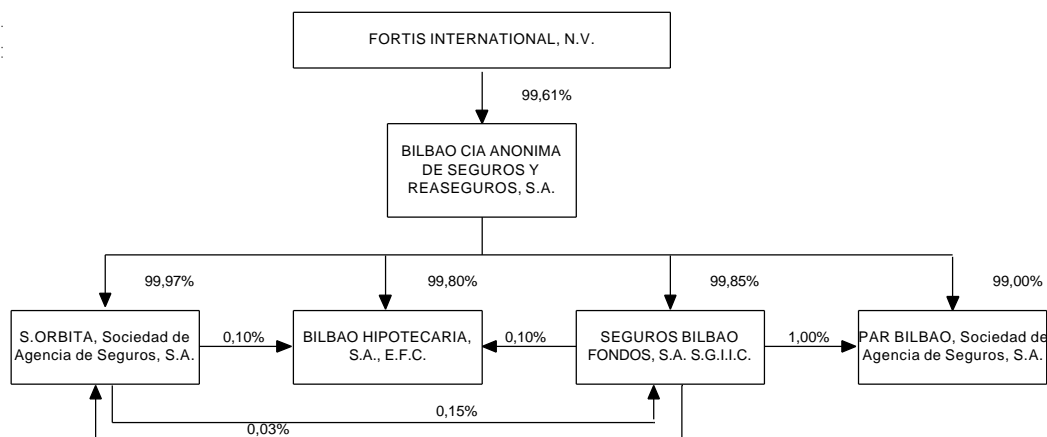 FORTIS INTERNATIONAL, N.V.
99,61%
BILBAO CIA ANONIMA
DE SEGUROS Y
REASEGUROS, S.A.
99,97%
99,80%
99,85%
99,00%
S.ORBITA, Sociedad de
Agencia de Seguros, S.A.
0,10%
BILBAO HIPOTECARIA,
S.A., E.F.C.
0,10%
SEGUROS BILBAO
FONDOS, S.A. S.G.I.I.C.
1,00%
PAR BILBAO, Sociedad de
Agencia de Seguros, S.A.
0,15%
0,03%